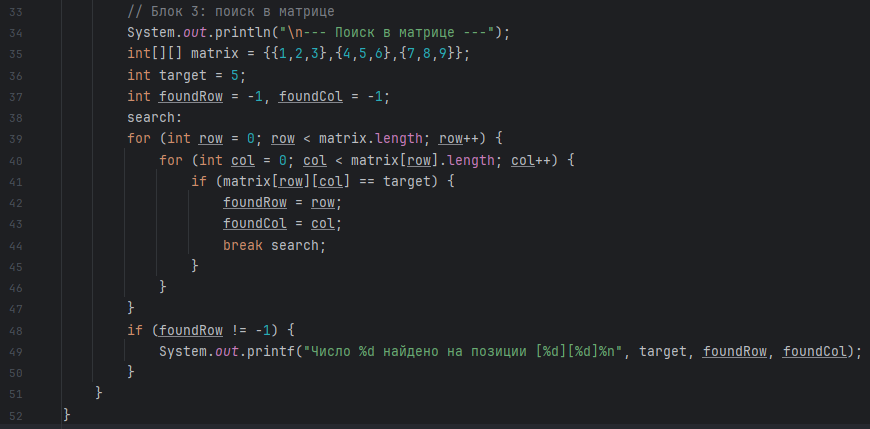 33 // Блок 3: поиск в матрице
34 System.out.println("\n--- Поиск в матрице ---");
35 int[][] matrix = {{1,2,3},{4,5,6},{7,8,9}};
36 int target = 5;
37 int foundRow = -1, foundCol = -1;
38 search:
39 for (int row = 0; row < matrix.length; row++) {
40 for (int col = 0; col < matrix[row].length; col++) {
41 if (matrix[row][col] == target) {
42 foundRow = row;
43 foundCol = col;
44 break search;
45 }
46 }
47 }
48 if (foundRow != -1) {
49 System.out.printf("Число %d найдено на позиции [%d][%d]%n", target, foundRow, foundCol);
50 }
51 }
52 }